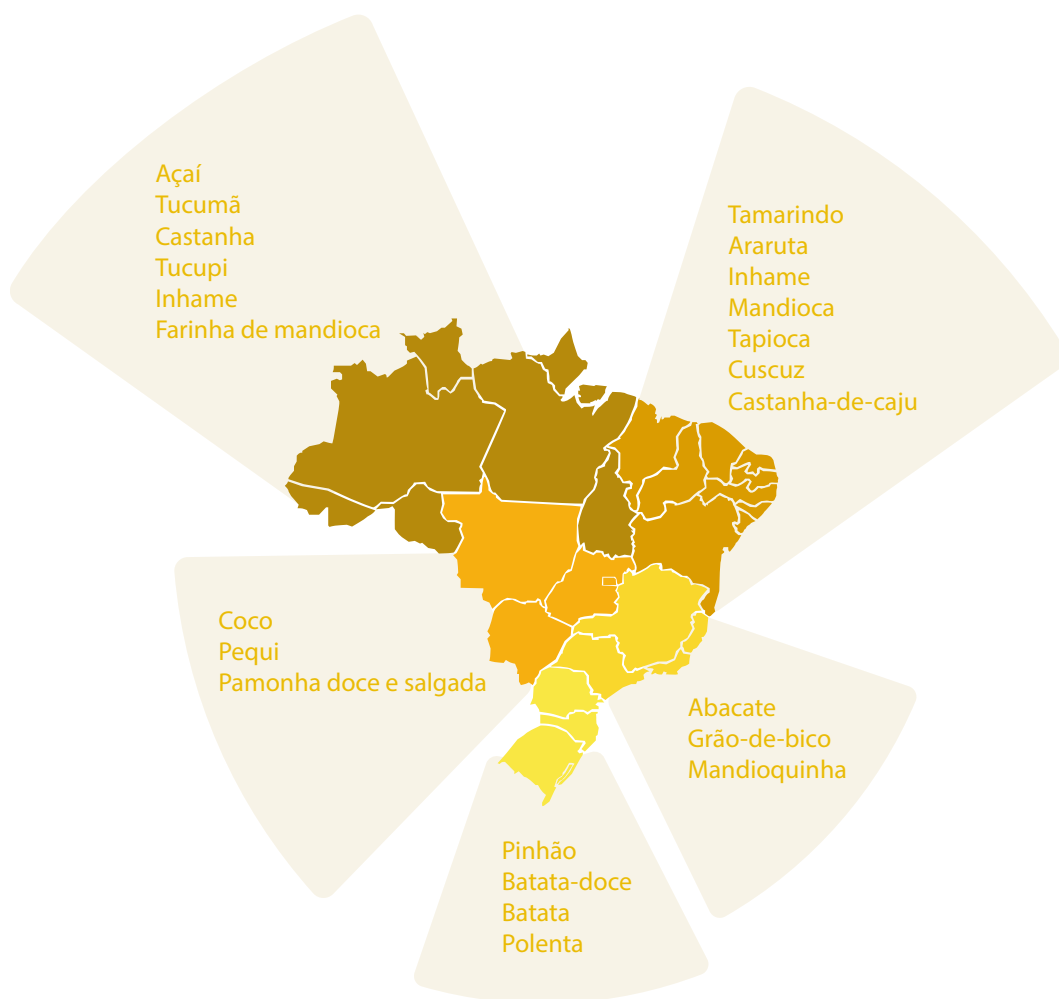 Açaí
Tucumã
Castanha
Tucupi
Inhame
Farinha de mandioca
Tamarindo
Araruta
Inhame
Mandioca
Tapioca
Cuscuz
Castanha-de-caju
Coco
Pequi
Pamonha doce e salgada
Abacate
Grão-de-bico
Mandioquinha
Pinhão
Batata-doce
Batata
Polenta